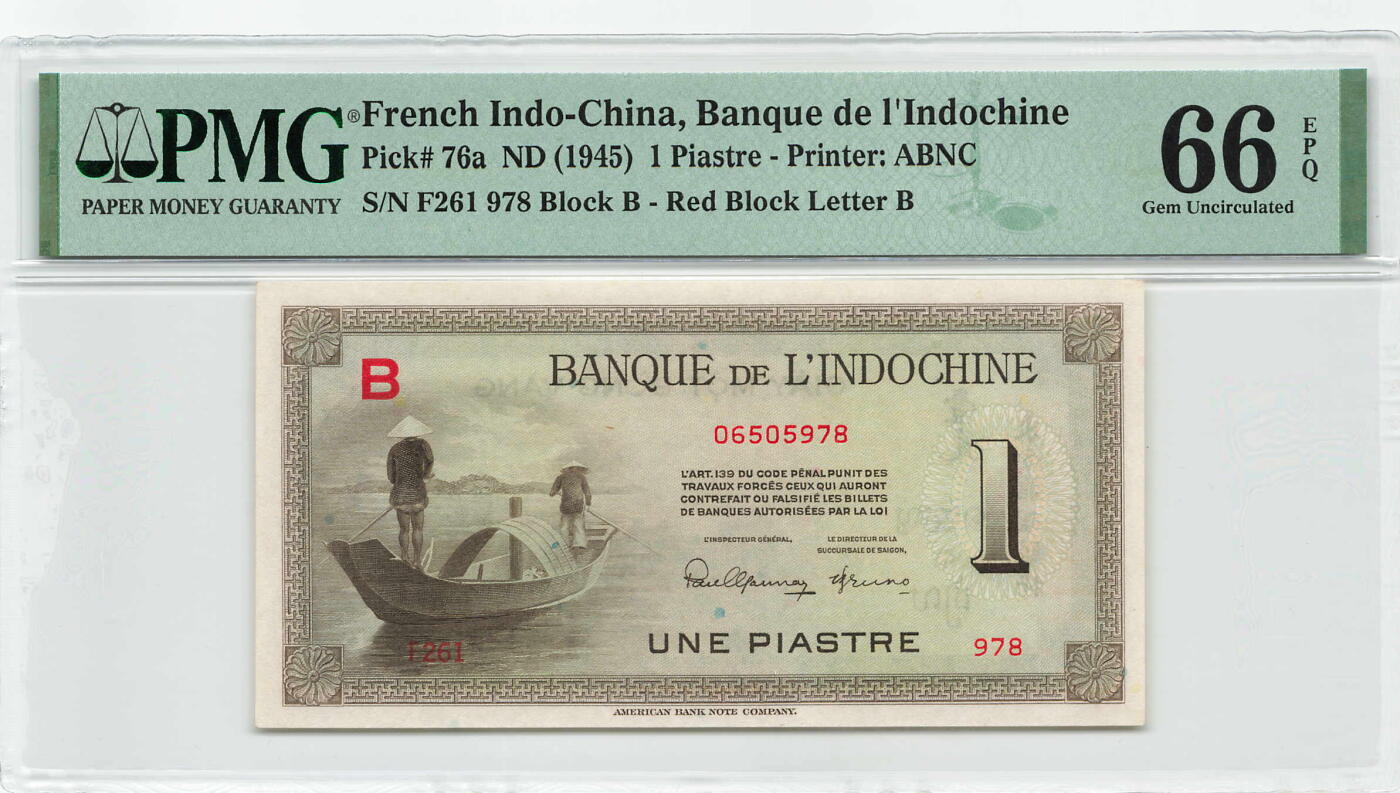 PMG®
PAPER MONEY GUARANTY
French Indo-China, Banque de l'Indochine
Pick# 76a ND (1945) 1 Piastre - Printer: ABNC
S/N F261 978 Block B - Red Block Letter B
66
EPQ
Gem Uncirculated
B
BANQUE DE L'INDOCHINE
06505978
L'ART. 139 DU CODE PÉNAL PUNIT DES
TRAVAUX FORCÉS CEUX QUI AURONT
CONTREFAIT OU FALSIFIÉ LES BILLETS
DE BANQUES AUTORISÉES PAR LA LOI
L'INSPECTEUR GÉNÉRAL,
LE DIRECTEUR DE LA
SUCCURSALE DE SAIGON,
1
F261
UNE PIASTRE
978
AMERICAN BANK NOTE COMPANY.